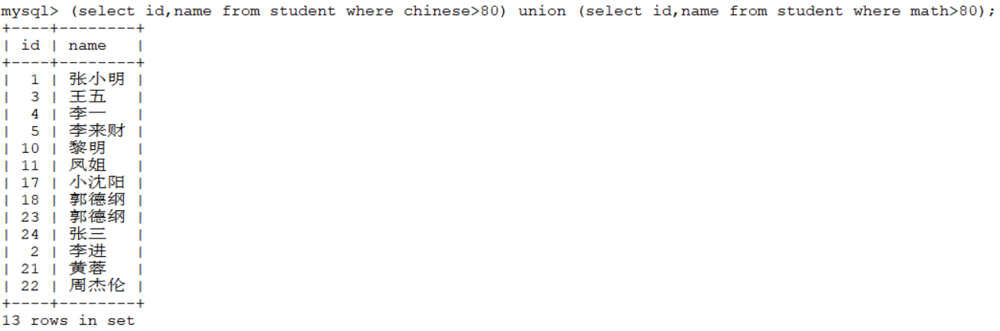 mysql> (select id,name from student where chinese>80) union (select id,name from student where math>80);
+----+--------+
| id | name   |
+----+--------+
|  1 | 张小明 |
|  3 | 王五   |
|  4 | 李一   |
|  5 | 李来财 |
| 10 | 黎明   |
| 11 | 凤姐   |
| 17 | 小沈阳 |
| 18 | 郭德纲 |
| 23 | 郭德纲 |
| 24 | 张三   |
|  2 | 李进   |
| 21 | 黄蓉   |
| 22 | 周杰伦 |
+----+--------+
13 rows in set